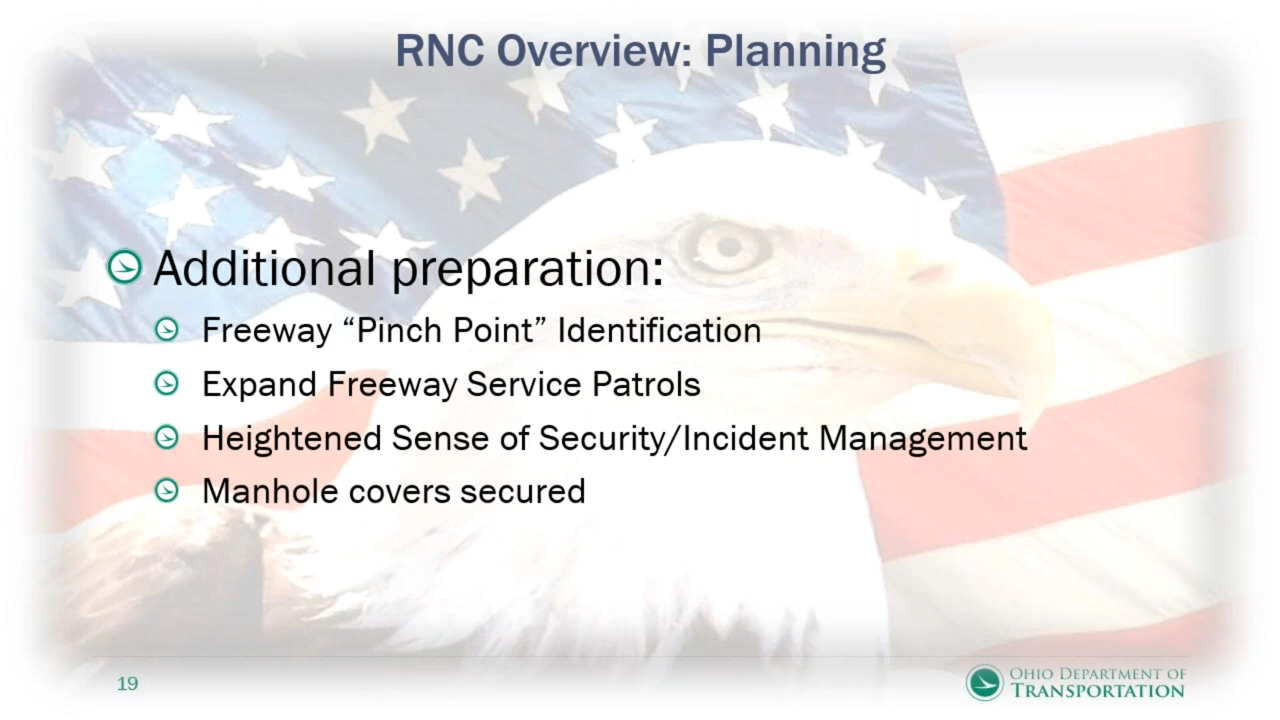 RNC Overview: Planning
Additional preparation:
Freeway “Pinch Point” Identification
Expand Freeway Service Patrols
Heightened Sense of Security/Incident Management
Manhole covers secured
19
OHIO DEPARTMENT OF
TRANSPORTATION